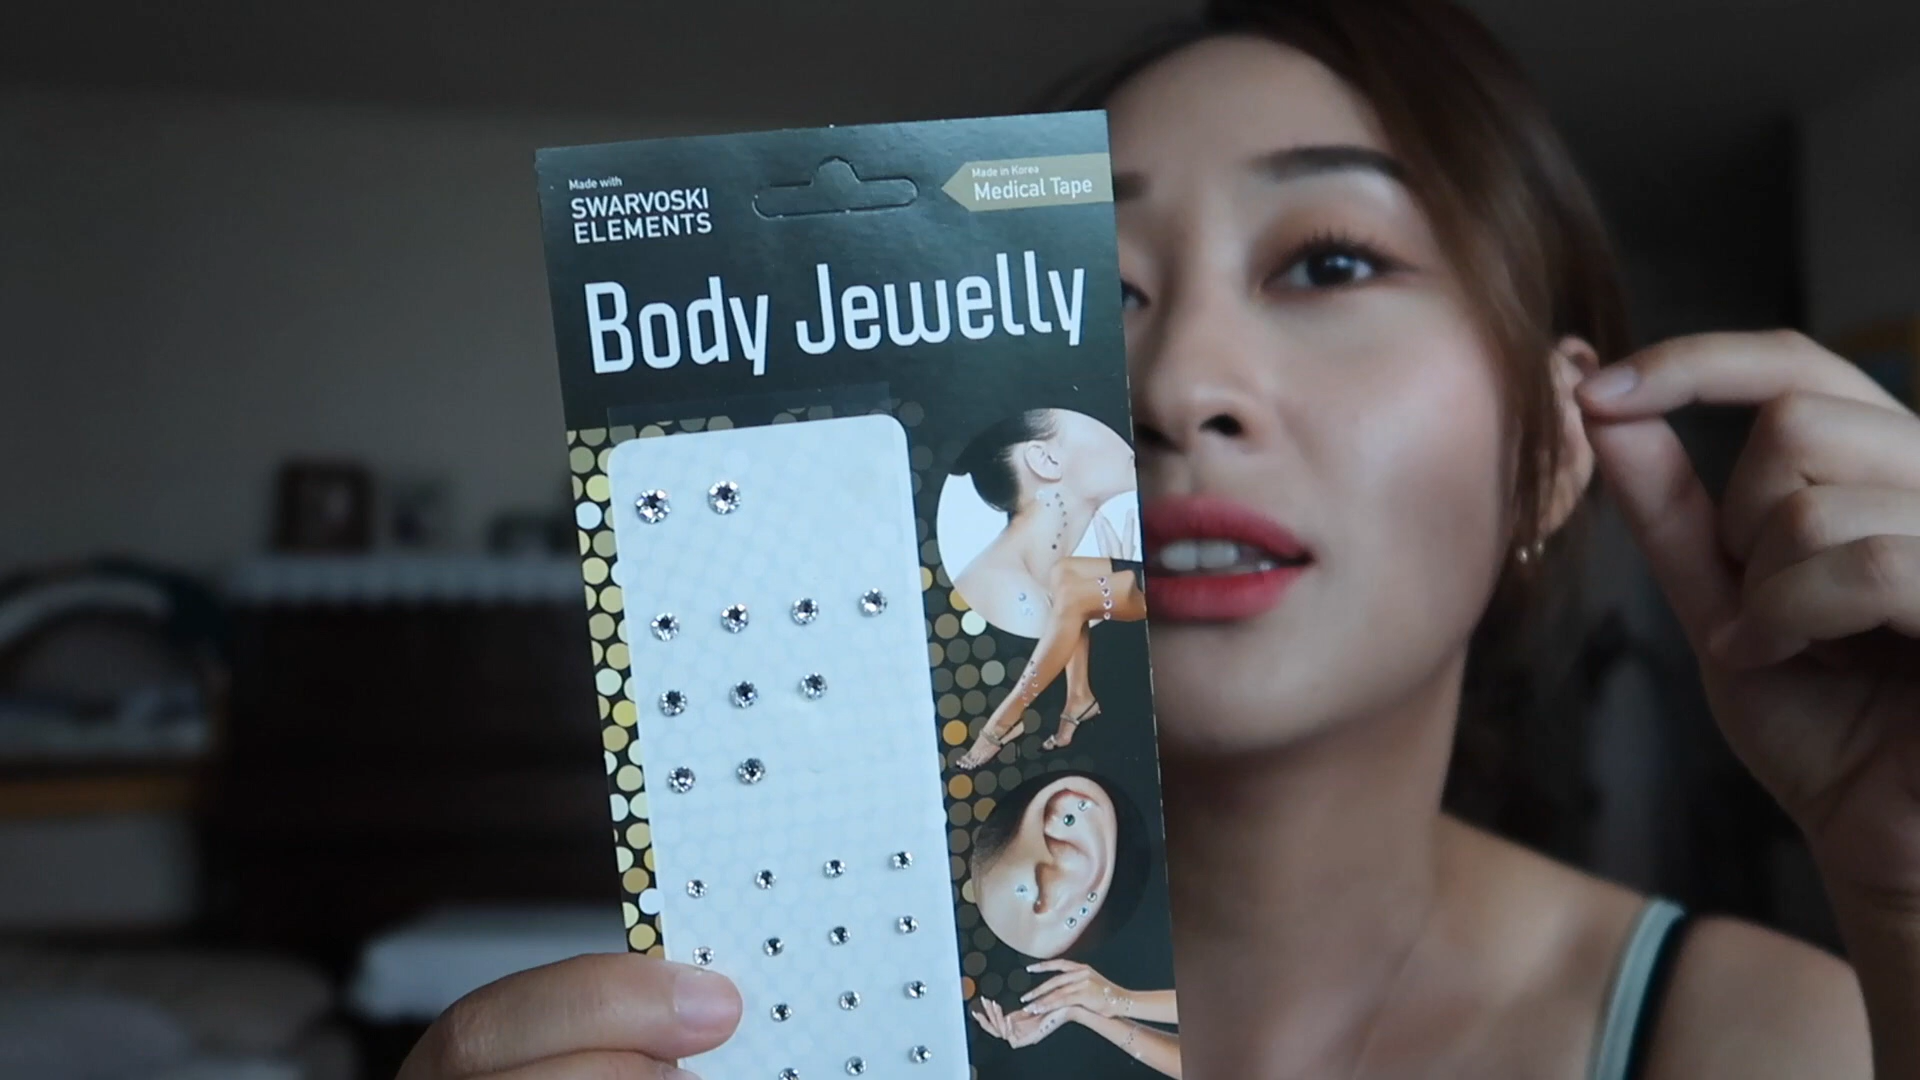 Made with
SWARVOSKI
ELEMENTS
Made in Korea
Medical Tape
Body Jewelly